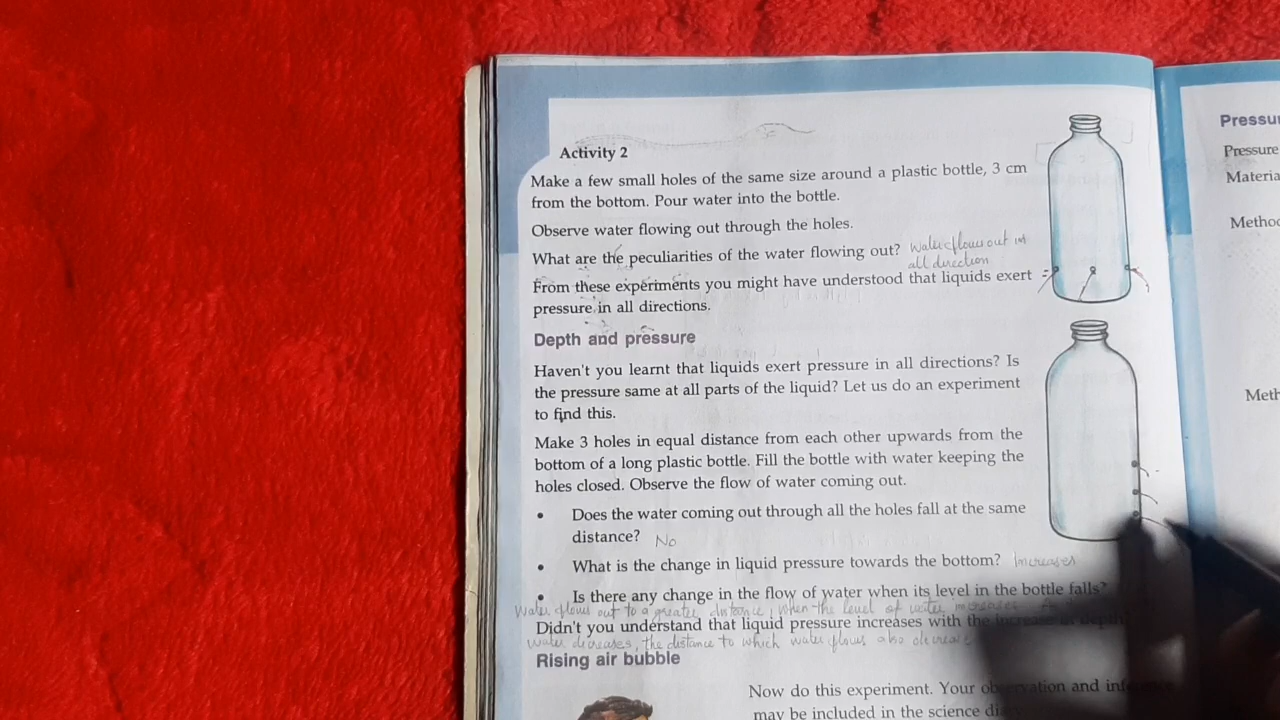 Activity 2
Make a few small holes of the same size around a plastic bottle, 3 cm
from the bottom. Pour water into the bottle.
Observe water flowing out through the holes.
What are the peculiarities of the water flowing out? Water flows out in
all direction
From these experiments you might have understood that liquids exert
pressure in all directions.
Depth and pressure
Haven't you learnt that liquids exert pressure in all directions? Is
the pressure same at all parts of the liquid? Let us do an experiment
to find this.
Make 3 holes in equal distance from each other upwards from the
bottom of a long plastic bottle. Fill the bottle with water keeping the
holes closed. Observe the flow of water coming out.
• Does the water coming out through all the holes fall at the same
distance? No
• What is the change in liquid pressure towards the bottom? Increases
• Is there any change in the flow of water when its level in the bottle falls?
Water flows out to a greater distance, when the level of water increases
Didn't you understand that liquid pressure increases with the increase in depth
water decreases, the distance to which water flows also decrease
Rising air bubble
Now do this experiment. Your observation and
may be included in the science
Pressure
Materia
Method
Meth